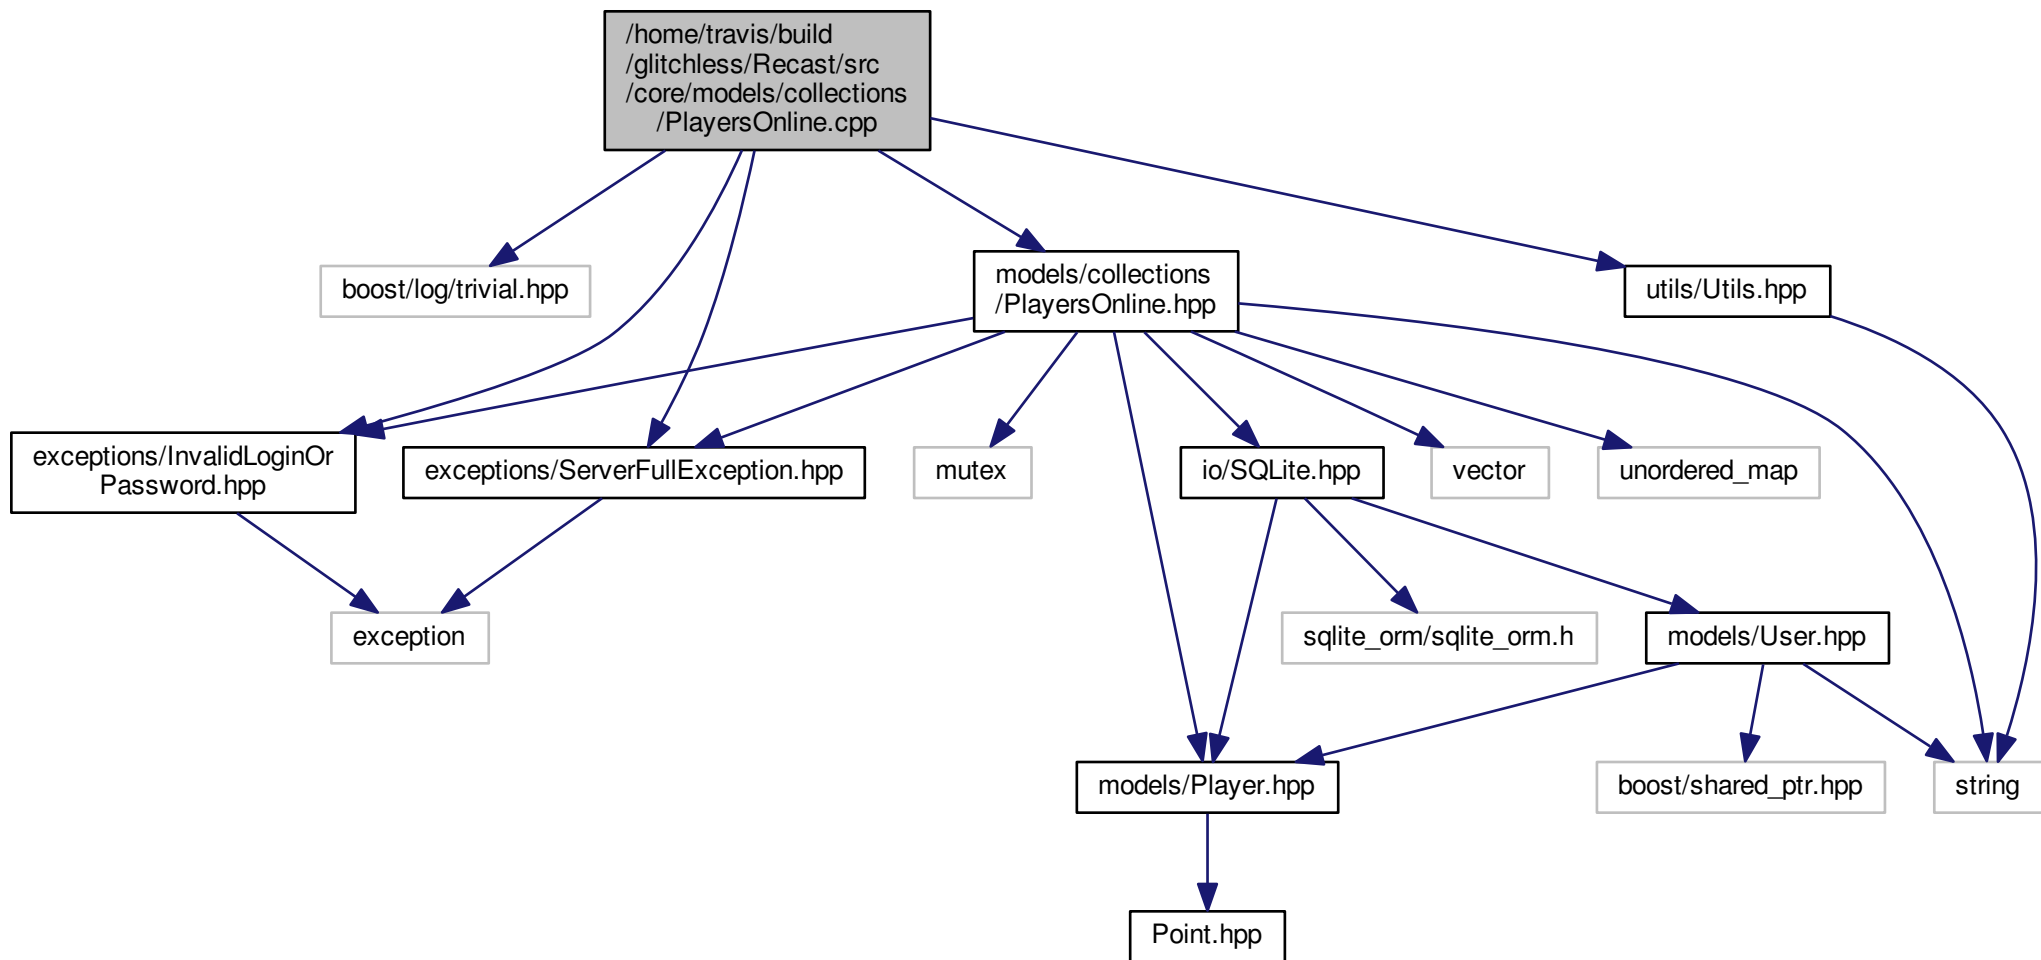 /home/travis/build
/glitchless/Recast/src
/core/models/collections
/PlayersOnline.cpp
boost/log/trivial.hpp
models/collections
/PlayersOnline.hpp
utils/Utils.hpp
exceptions/InvalidLoginOr
Password.hpp
exceptions/ServerFullException.hpp
mutex
io/SQLite.hpp
vector
unordered_map
exception
sqlite_orm/sqlite_orm.h
models/User.hpp
models/Player.hpp
boost/shared_ptr.hpp
string
Point.hpp